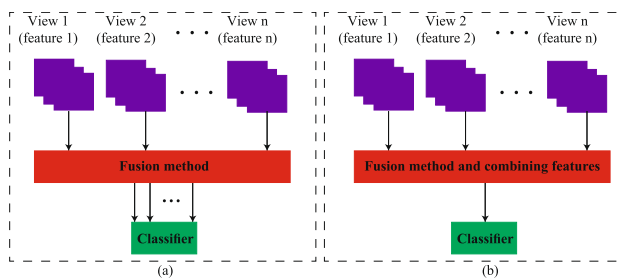 View 1 View 2 · · · View n
(feature 1) (feature 2) (feature n)
· · ·
Fusion method
...
Classifier
(a)
View 1 View 2 · · · View n
(feature 1) (feature 2) (feature n)
· · ·
Fusion method and combining features
Classifier
(b)